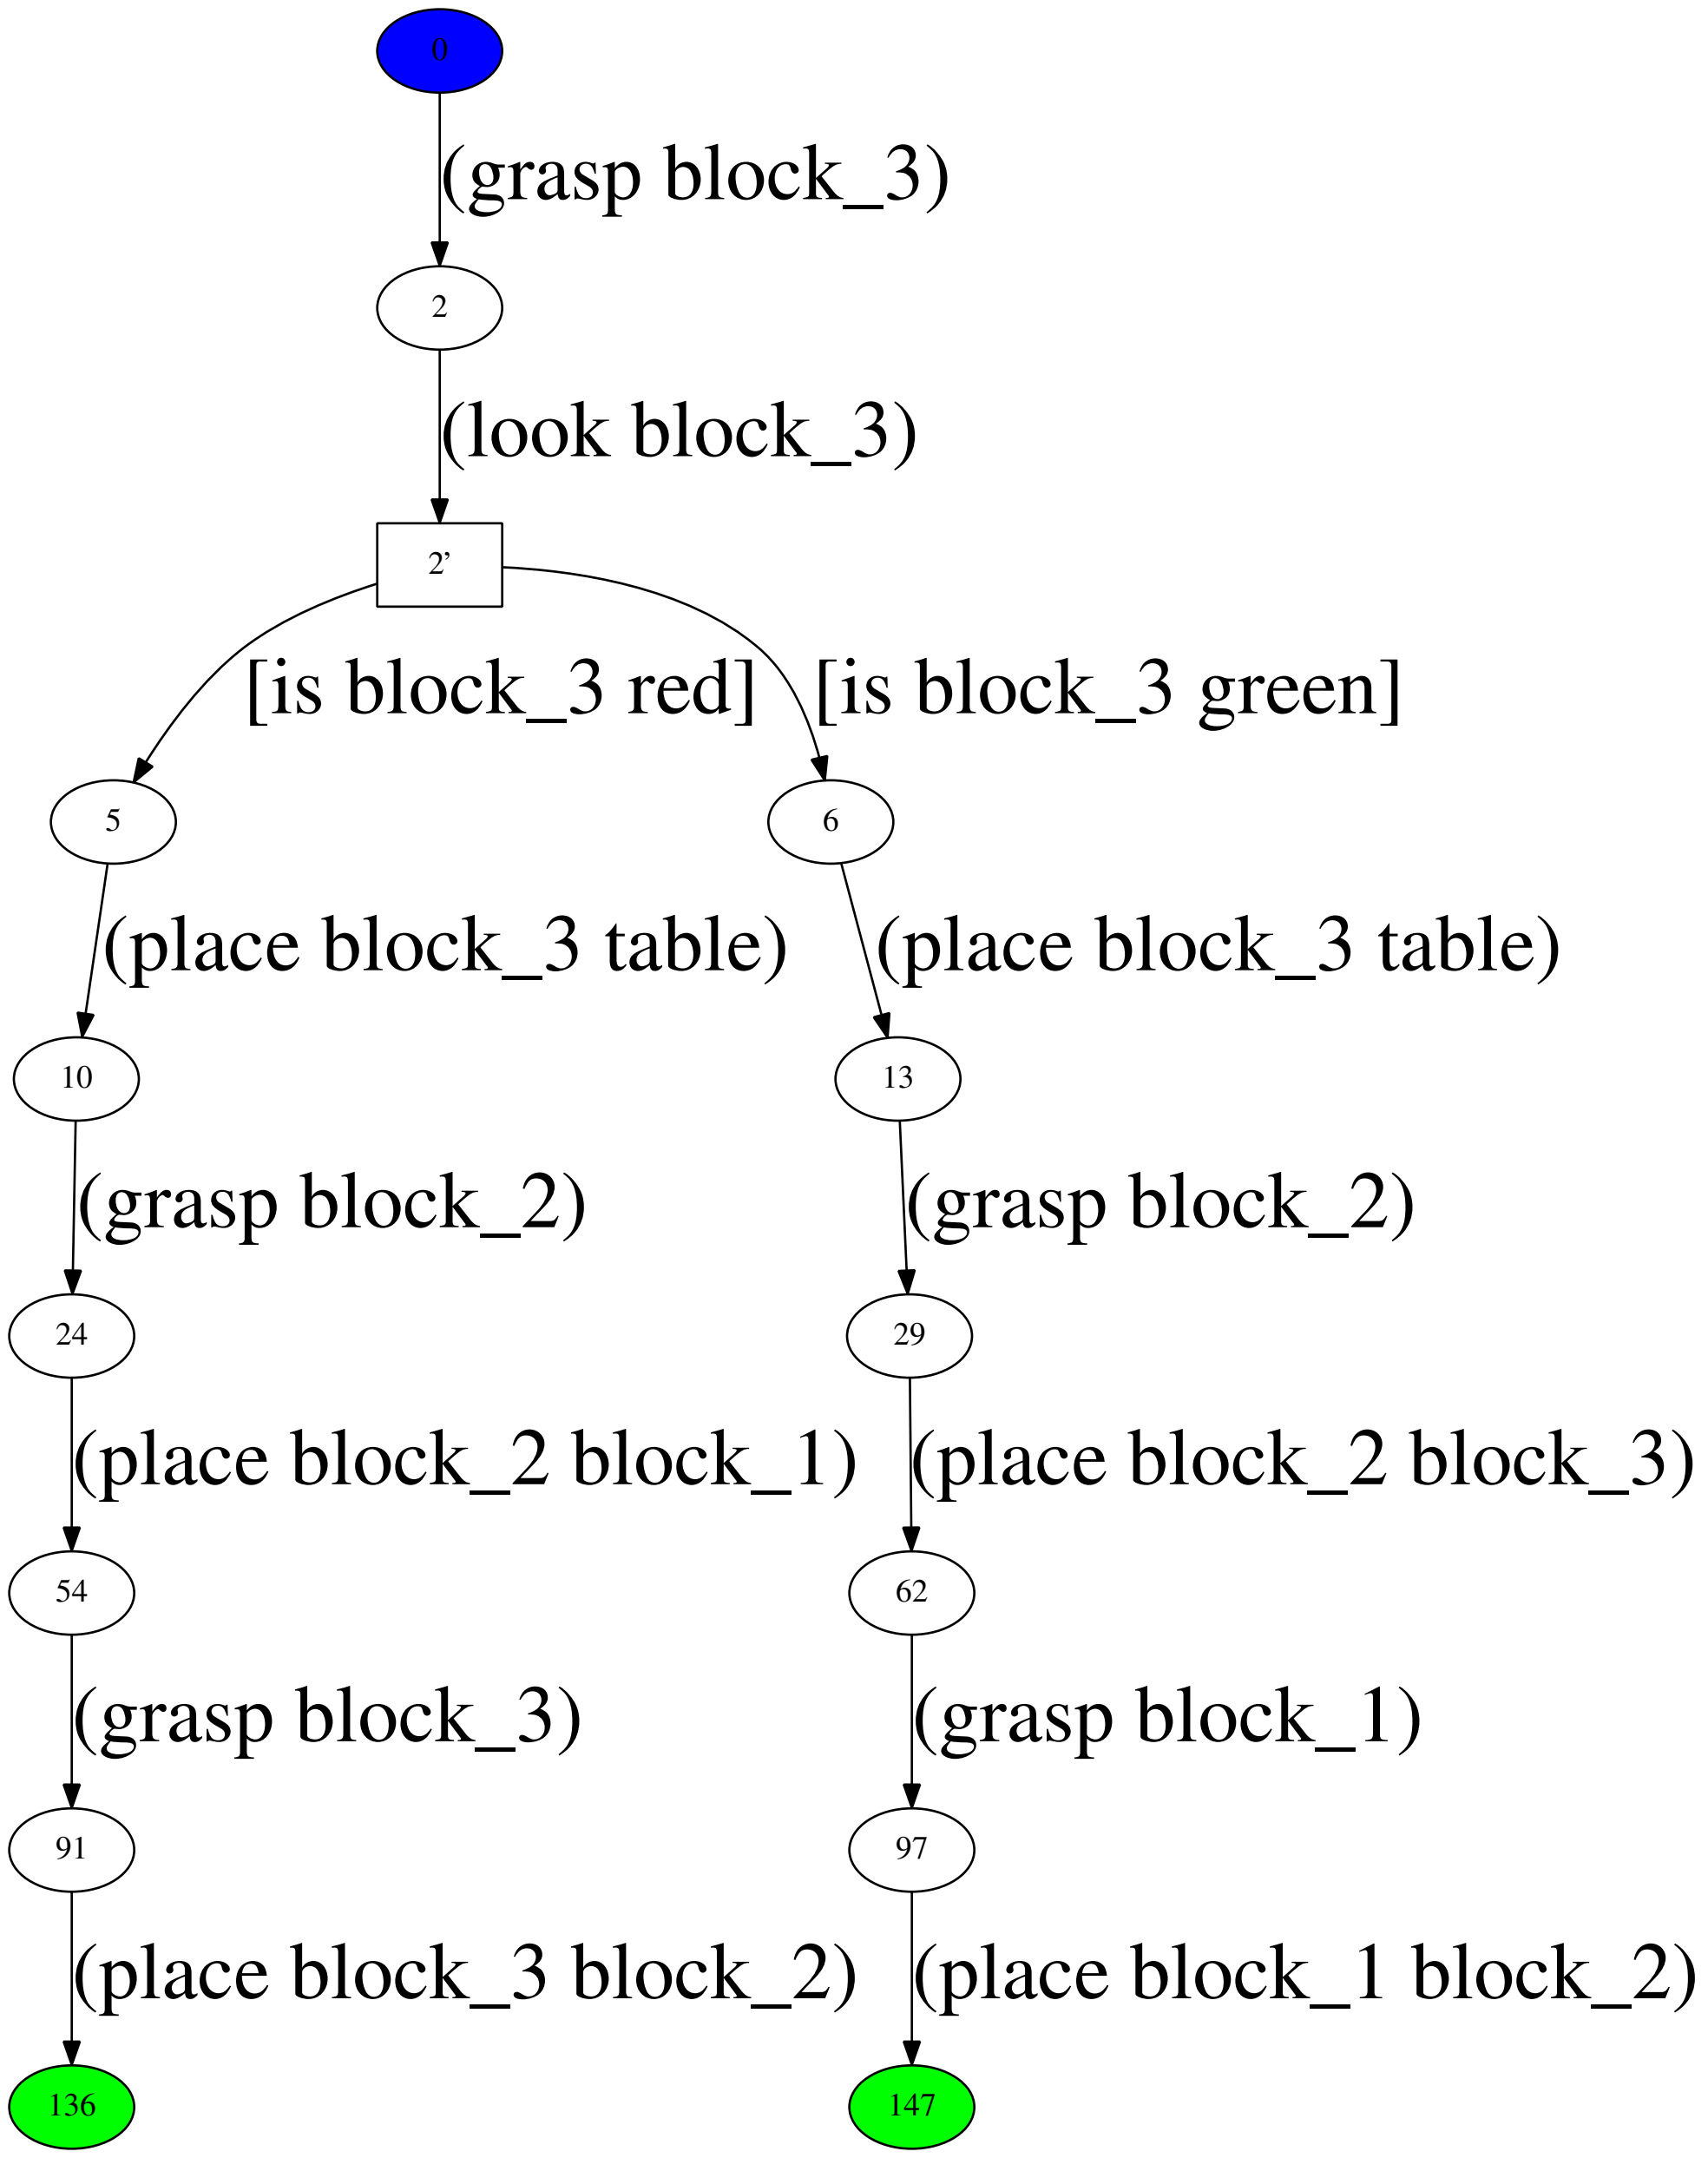 0
(grasp block_3)
2
(look block_3)
2’
[is block_3 red] [is block_3 green]
5 6
(place block_3 table) (place block_3 table)
10 13
(grasp block_2) (grasp block_2)
24 29
(place block_2 block_1) (place block_2 block_3)
54 62
(grasp block_3) (grasp block_1)
91 97
(place block_3 block_2) (place block_1 block_2)
136 147